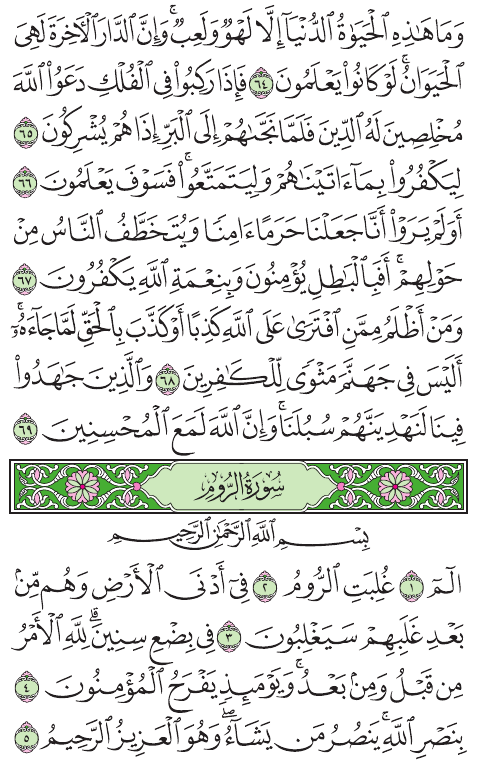 وَمَا هَٰذِهِ ٱلْحَيَوٰةُ ٱلدُّنْيَآ إِلَّا لَهْوٌ وَلَعِبٌ ۚ وَإِنَّ ٱلدَّارَ ٱلْءَاخِرَةَ لَهِىَ
ٱلْحَيَوَانُ ۚ لَوْ كَانُوا۟ يَعْلَمُونَ ٦٤ فَإِذَا رَكِبُوا۟ فِى ٱلْفُلْكِ دَعَوُا۟ ٱللَّهَ
مُخْلِصِينَ لَهُ ٱلدِّينَ فَلَمَّا نَجَّىٰهُمْ إِلَى ٱلْبَرِّ إِذَا هُمْ يُشْرِكُونَ ٦٥
لِيَكْفُرُوا۟ بِمَآ ءَاتَيْنَٰهُمْ وَلِيَتَمَتَّعُوا۟ ۖ فَسَوْفَ يَعْلَمُونَ ٦٦
أَوَلَمْ يَرَوْا۟ أَنَّا جَعَلْنَا حَرَمًا ءَامِنًا وَيُتَخَطَّفُ ٱلنَّاسُ مِنْ
حَوْلِهِمْ ۚ أَفَبِٱلْبَٰطِلِ يُؤْمِنُونَ وَبِنِعْمَةِ ٱللَّهِ يَكْفُرُونَ ٦٧
وَمَنْ أَظْلَمُ مِمَّنِ ٱفْتَرَىٰ عَلَى ٱللَّهِ كَذِبًا أَوْ كَذَّبَ بِٱلْحَقِّ لَمَّا جَآءَهُۥٓ ۚ
أَلَيْسَ فِى جَهَنَّمَ مَثْوًى لِّلْكَٰفِرِينَ ٦٨ وَٱلَّذِينَ جَٰهَدُوا۟
فِينَا لَنَهْدِيَنَّهُمْ سُبُلَنَا ۚ وَإِنَّ ٱللَّهَ لَمَعَ ٱلْمُحْسِنِينَ ٦٩
سُورَةُ الرُّومِ
بِسْمِ ٱللَّهِ ٱلرَّحْمَٰنِ ٱلرَّحِيمِ
الٓمٓ ١ غُلِبَتِ ٱلرُّومُ ٢ فِىٓ أَدْنَى ٱلْأَرْضِ وَهُم مِّنۢ
بَعْدِ غَلَبِهِمْ سَيَغْلِبُونَ ٣ فِى بِضْعِ سِنِينَ ۗ لِلَّهِ ٱلْأَمْرُ
مِن قَبْلُ وَمِنۢ بَعْدُ ۚ وَيَوْمَئِذٍ يَفْرَحُ ٱلْمُؤْمِنُونَ ٤
بِنَصْرِ ٱللَّهِ ۚ يَنصُرُ مَن يَشَآءُ ۖ وَهُوَ ٱلْعَزِيزُ ٱلرَّحِيمُ ٥